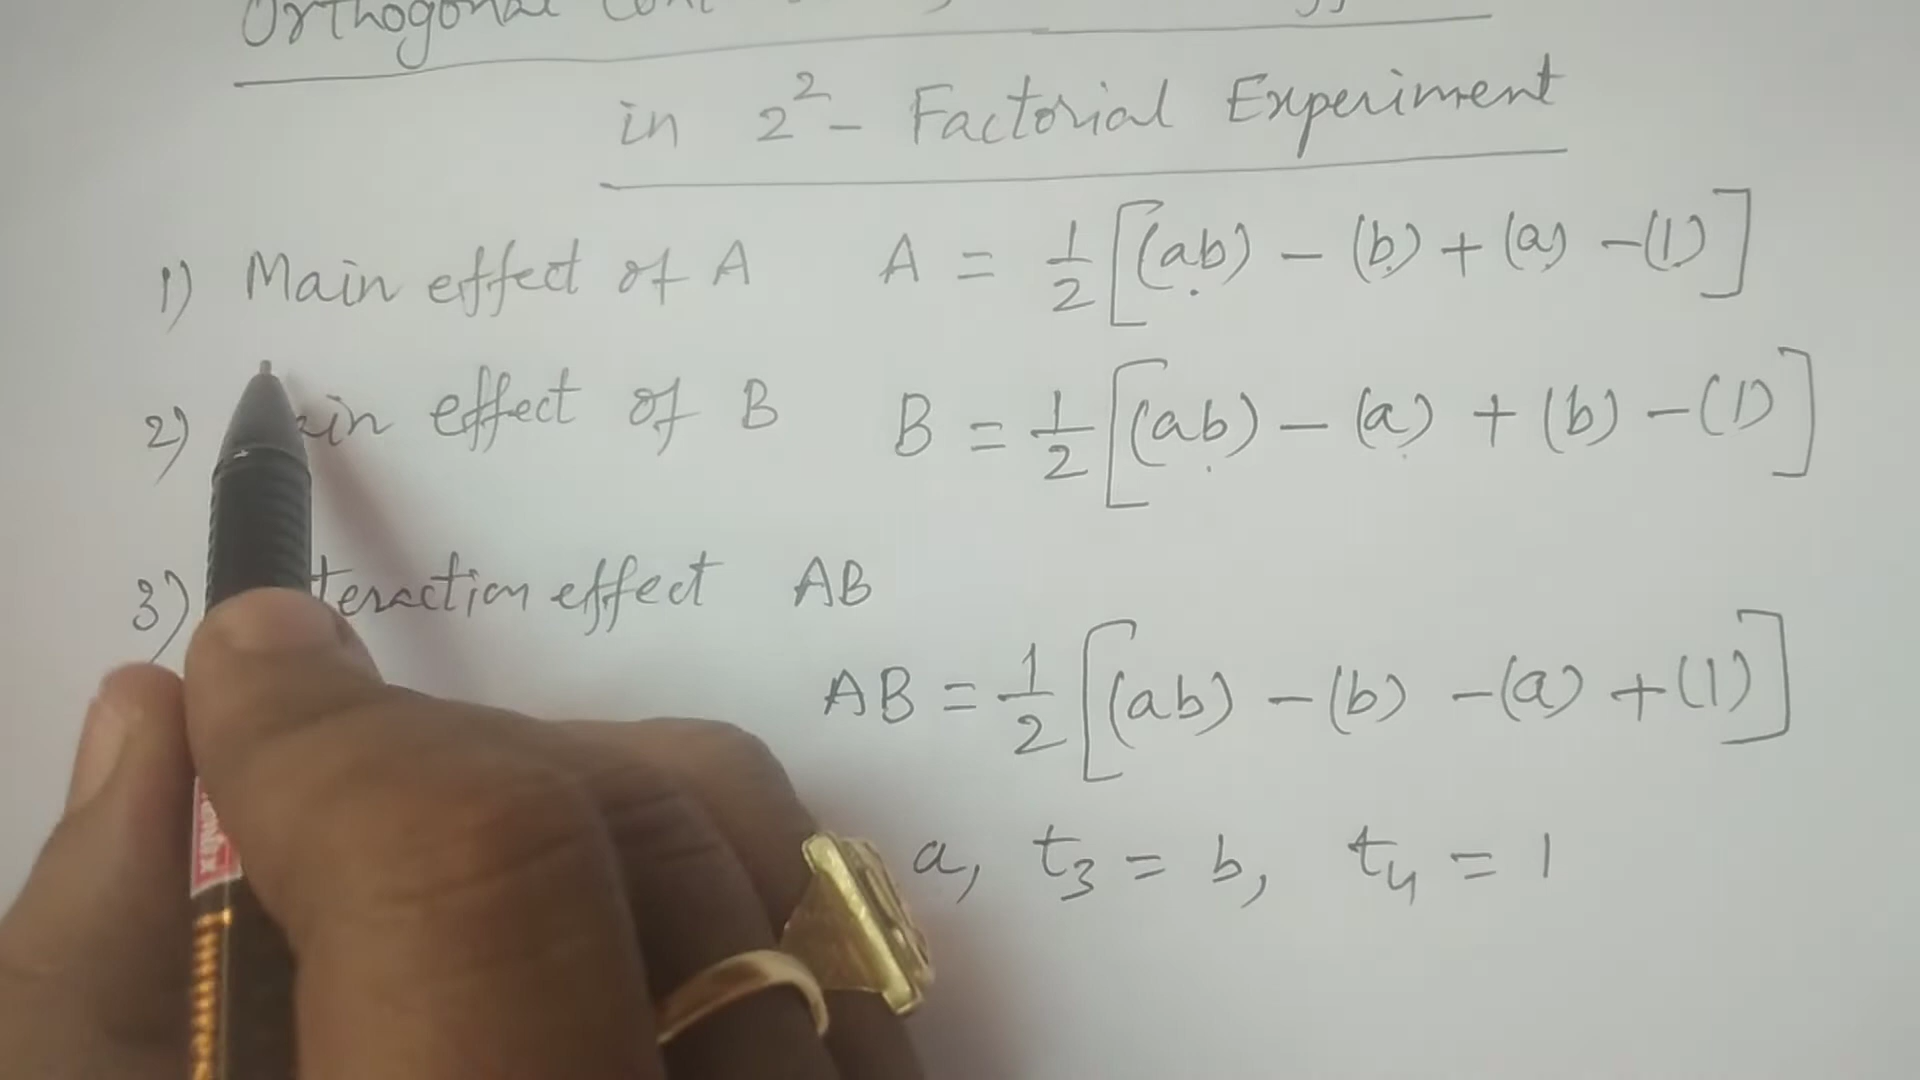 Orthogonal
in 2² - Factorial Experiment
1) Main effect of A A = 1/2 [(ab) - (b) + (a) - (1)]
2) effect of B B = 1/2 [(ab) - (a) + (b) - (1)]
3) effect AB
AB = 1/2 [(ab) - (b) - (a) + (1)]
a, t₃ = b, t₄ = 1